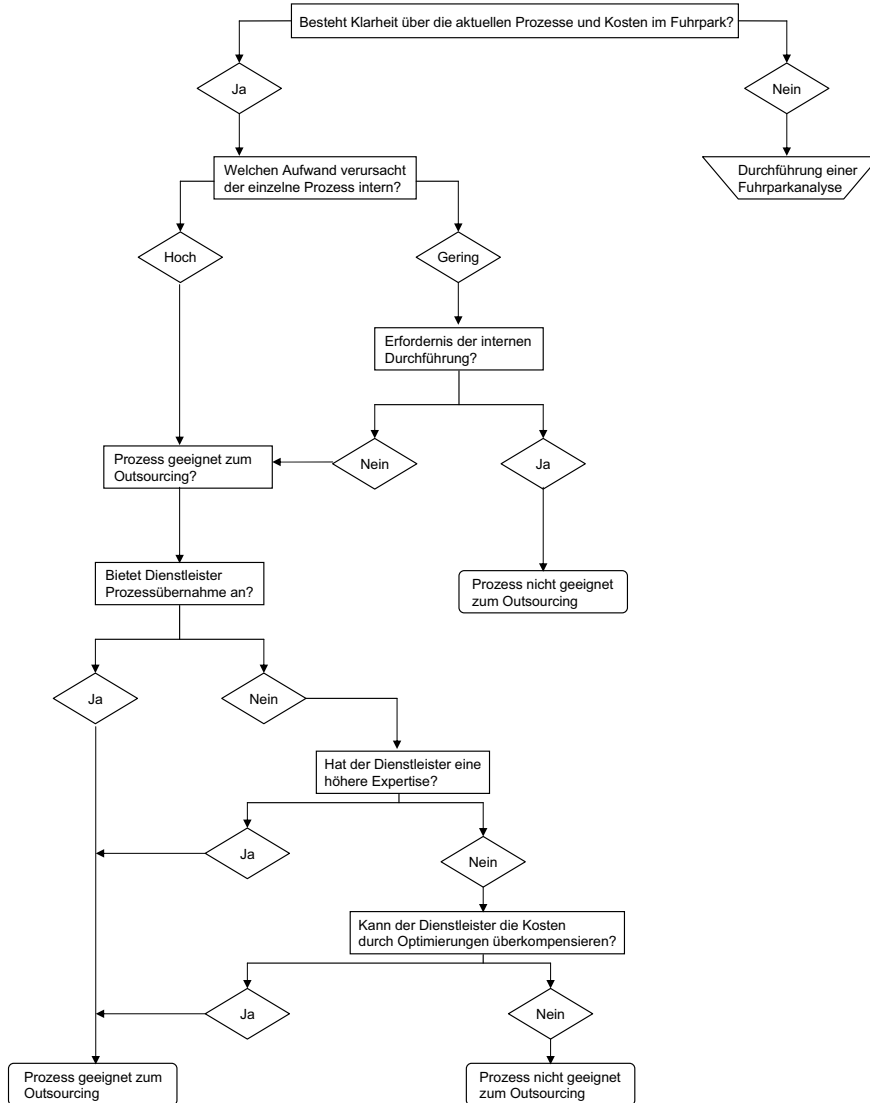 Besteht Klarheit über die aktuellen Prozesse und Kosten im Fuhrpark?
Ja
Nein
Welchen Aufwand verursacht
der einzelne Prozess intern?
Durchführung einer
Fuhrparkanalyse
Hoch
Gering
Erfordernis der internen
Durchführung?
Prozess geeignet zum
Outsourcing?
Nein
Ja
Bietet Dienstleister
Prozessübernahme an?
Prozess nicht geeignet
zum Outsourcing
Ja
Nein
Hat der Dienstleister eine
höhere Expertise?
Ja
Nein
Kann der Dienstleister die Kosten
durch Optimierungen überkompensieren?
Ja
Nein
Prozess geeignet zum
Outsourcing
Prozess nicht geeignet
zum Outsourcing